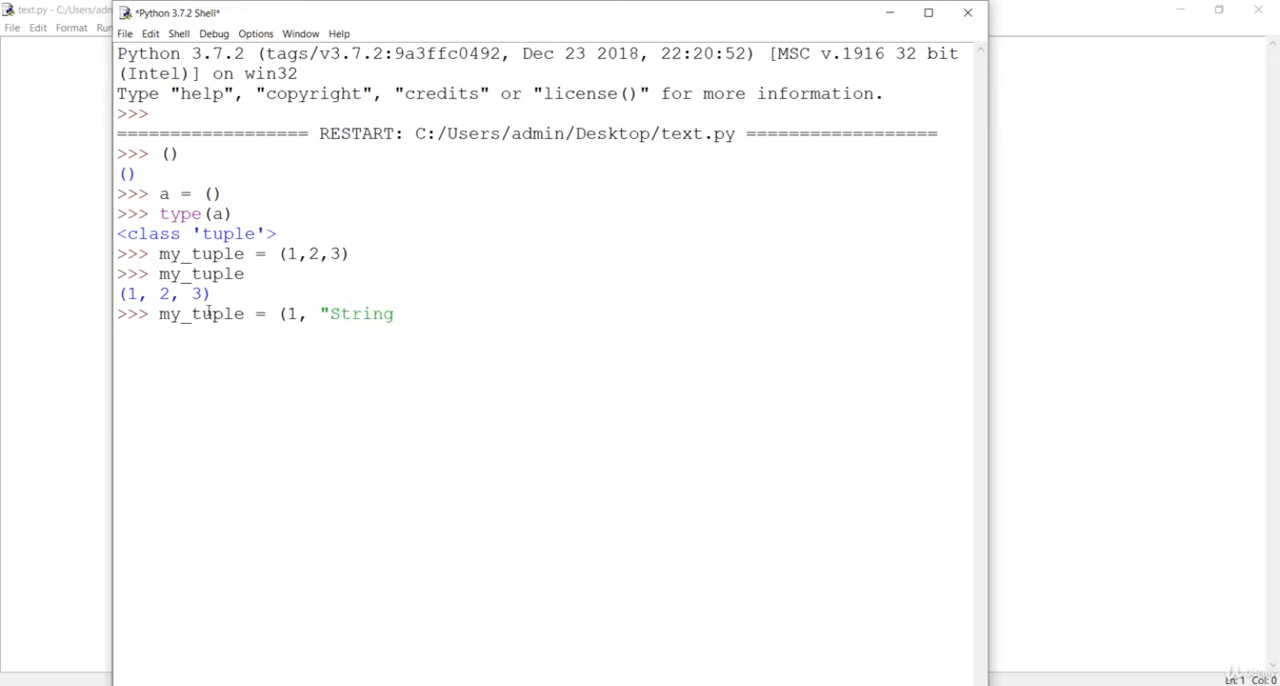 text.py - C:/Users/adm
File Edit Format Run
*Python 3.7.2 Shell*
File Edit Shell Debug Options Window Help
Python 3.7.2 (tags/v3.7.2:9a3ffc0492, Dec 23 2018, 22:20:52) [MSC v.1916 32 bit
(Intel)] on win32
Type "help", "copyright", "credits" or "license()" for more information.
>>>
================== RESTART: C:/Users/admin/Desktop/text.py ==================
>>> ()
()
>>> a = ()
>>> type(a)
<class 'tuple'>
>>> my_tuple = (1,2,3)
>>> my_tuple
(1, 2, 3)
>>> my_tuple = (1, "String
Ln: 1 Col: 0